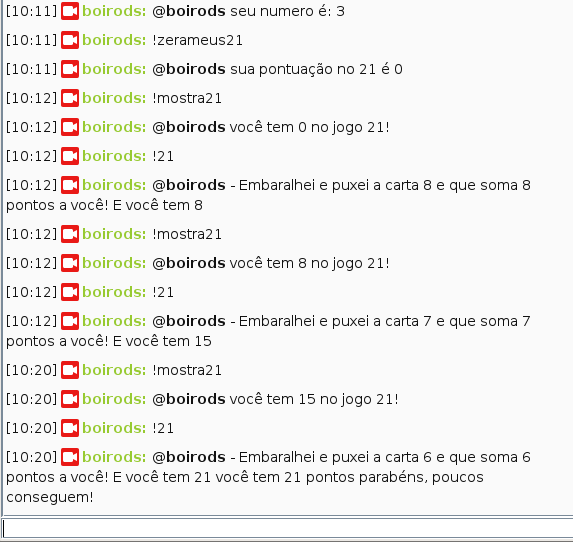 [10:11] boirods: @boirods seu numero é: 3
[10:11] boirods: !zerameus21
[10:11] boirods: @boirods sua pontuação no 21 é 0
[10:12] boirods: !mostra21
[10:12] boirods: @boirods você tem 0 no jogo 21!
[10:12] boirods: !21
[10:12] boirods: @boirods - Embaralhei e puxei a carta 8 e que soma 8
pontos a você! E você tem 8
[10:12] boirods: !mostra21
[10:12] boirods: @boirods você tem 8 no jogo 21!
[10:12] boirods: !21
[10:12] boirods: @boirods - Embaralhei e puxei a carta 7 e que soma 7
pontos a você! E você tem 15
[10:20] boirods: !mostra21
[10:20] boirods: @boirods você tem 15 no jogo 21!
[10:20] boirods: !21
[10:20] boirods: @boirods - Embaralhei e puxei a carta 6 e que soma 6
pontos a você! E você tem 21 você tem 21 pontos parabéns, poucos
conseguem!